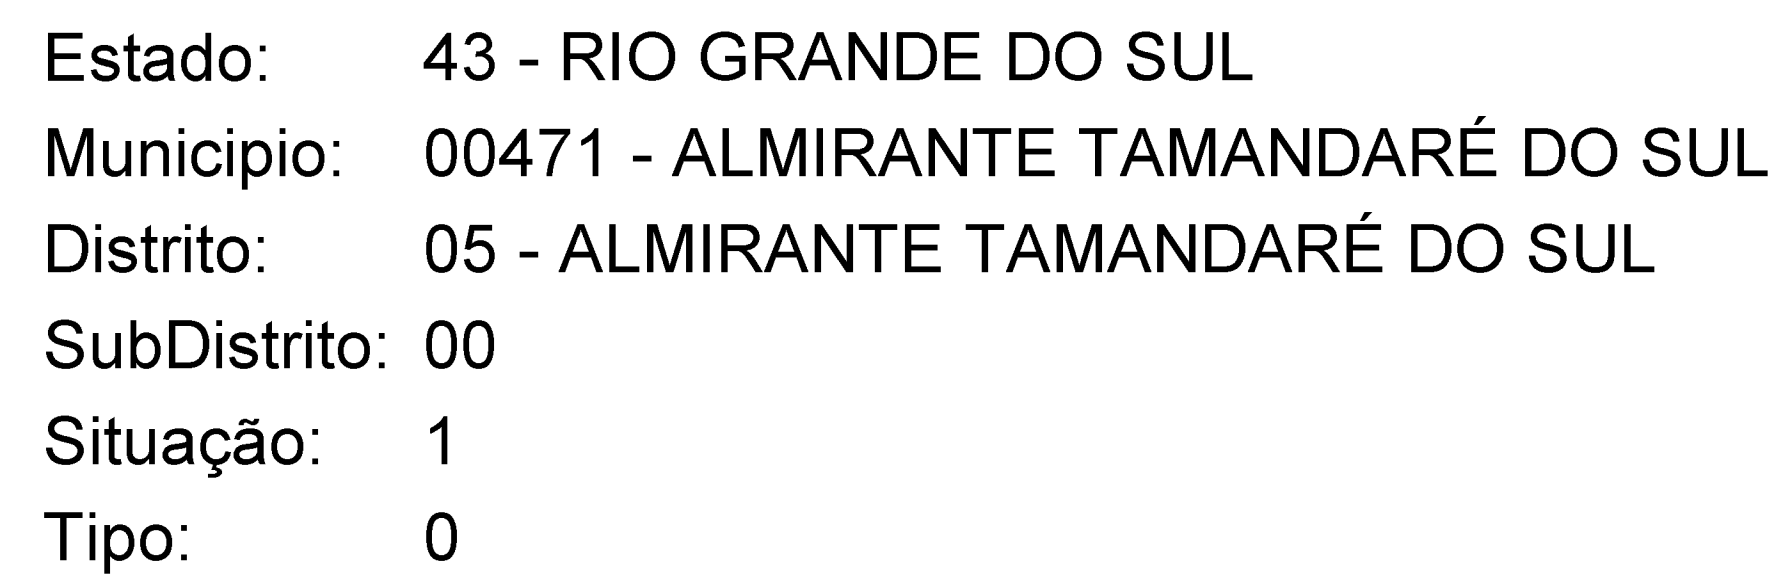 Estado: 43 - RIO GRANDE DO SUL
Municipio: 00471 - ALMIRANTE TAMANDARÉ DO SUL
Distrito: 05 - ALMIRANTE TAMANDARÉ DO SUL
SubDistrito: 00
Situação: 1
Tipo: 0